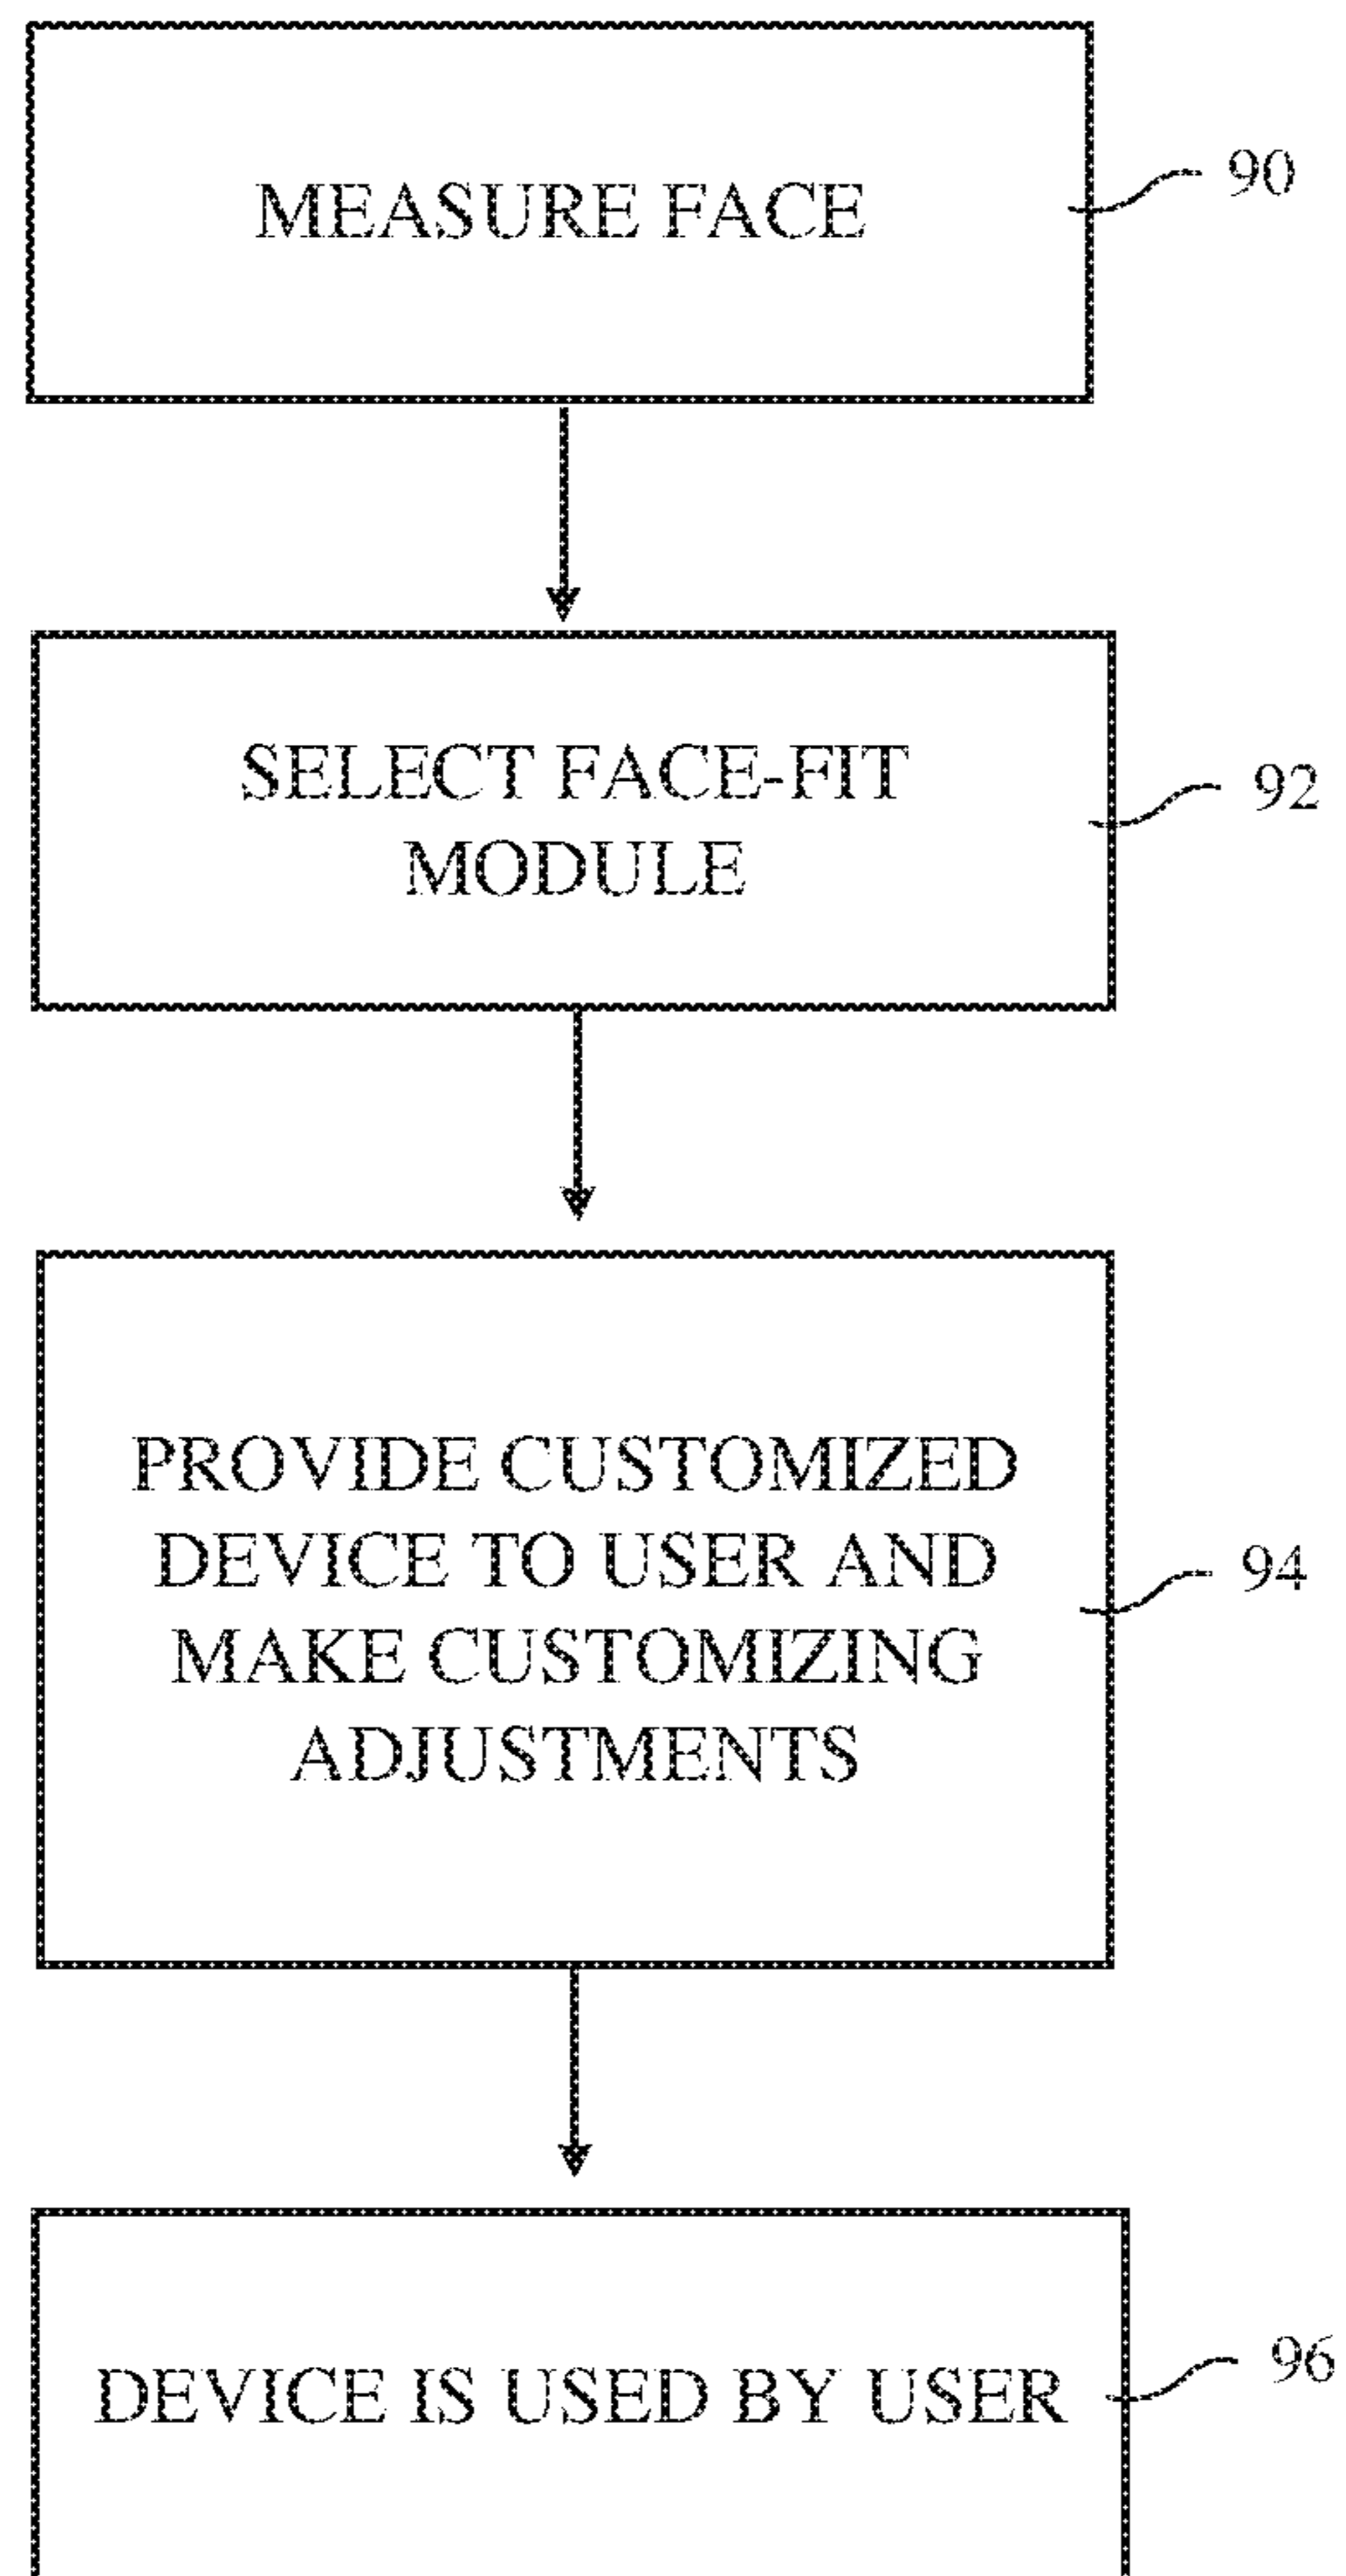 MEASURE FACE
90
SELECT FACE-FIT
MODULE
92
PROVIDE CUSTOMIZED
DEVICE TO USER AND
MAKE CUSTOMIZING
ADJUSTMENTS
94
DEVICE IS USED BY USER
96